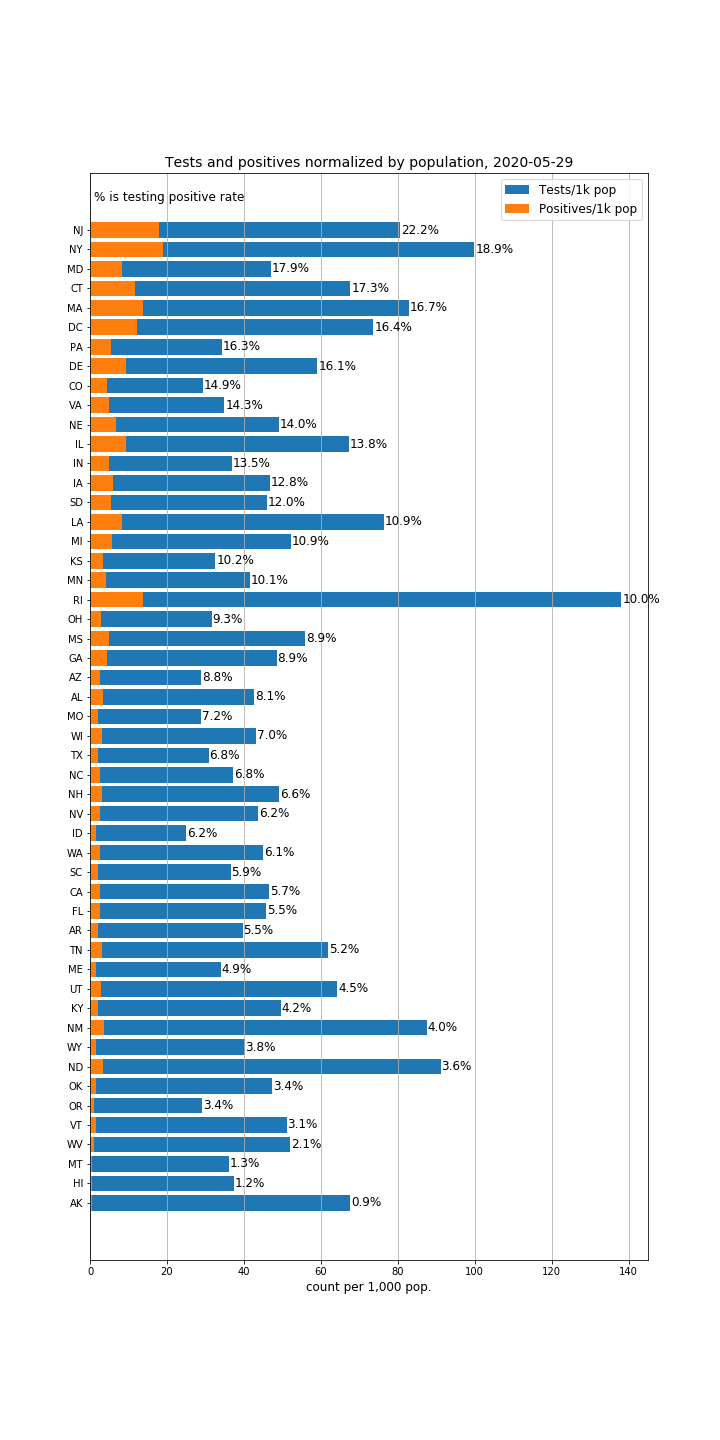 Tests and positives normalized by population, 2020-05-29
% is testing positive rate
Tests/1k pop
Positives/1k pop
NJ 22.2%
NY 18.9%
MD 17.9%
CT 17.3%
MA 16.7%
DC 16.4%
PA 16.3%
DE 16.1%
CO 14.9%
VA 14.3%
NE 14.0%
IL 13.8%
IN 13.5%
IA 12.8%
SD 12.0%
LA 10.9%
MI 10.9%
KS 10.2%
MN 10.1%
RI 10.0%
OH 9.3%
MS 8.9%
GA 8.9%
AZ 8.8%
AL 8.1%
MO 7.2%
WI 7.0%
TX 6.8%
NC 6.8%
NH 6.6%
NV 6.2%
ID 6.2%
WA 6.1%
SC 5.9%
CA 5.7%
FL 5.5%
AR 5.5%
TN 5.2%
ME 4.9%
UT 4.5%
KY 4.2%
NM 4.0%
WY 3.8%
ND 3.6%
OK 3.4%
OR 3.4%
VT 3.1%
WV 2.1%
MT 1.3%
HI 1.2%
AK 0.9%
0 20 40 60 80 100 120 140
count per 1,000 pop.